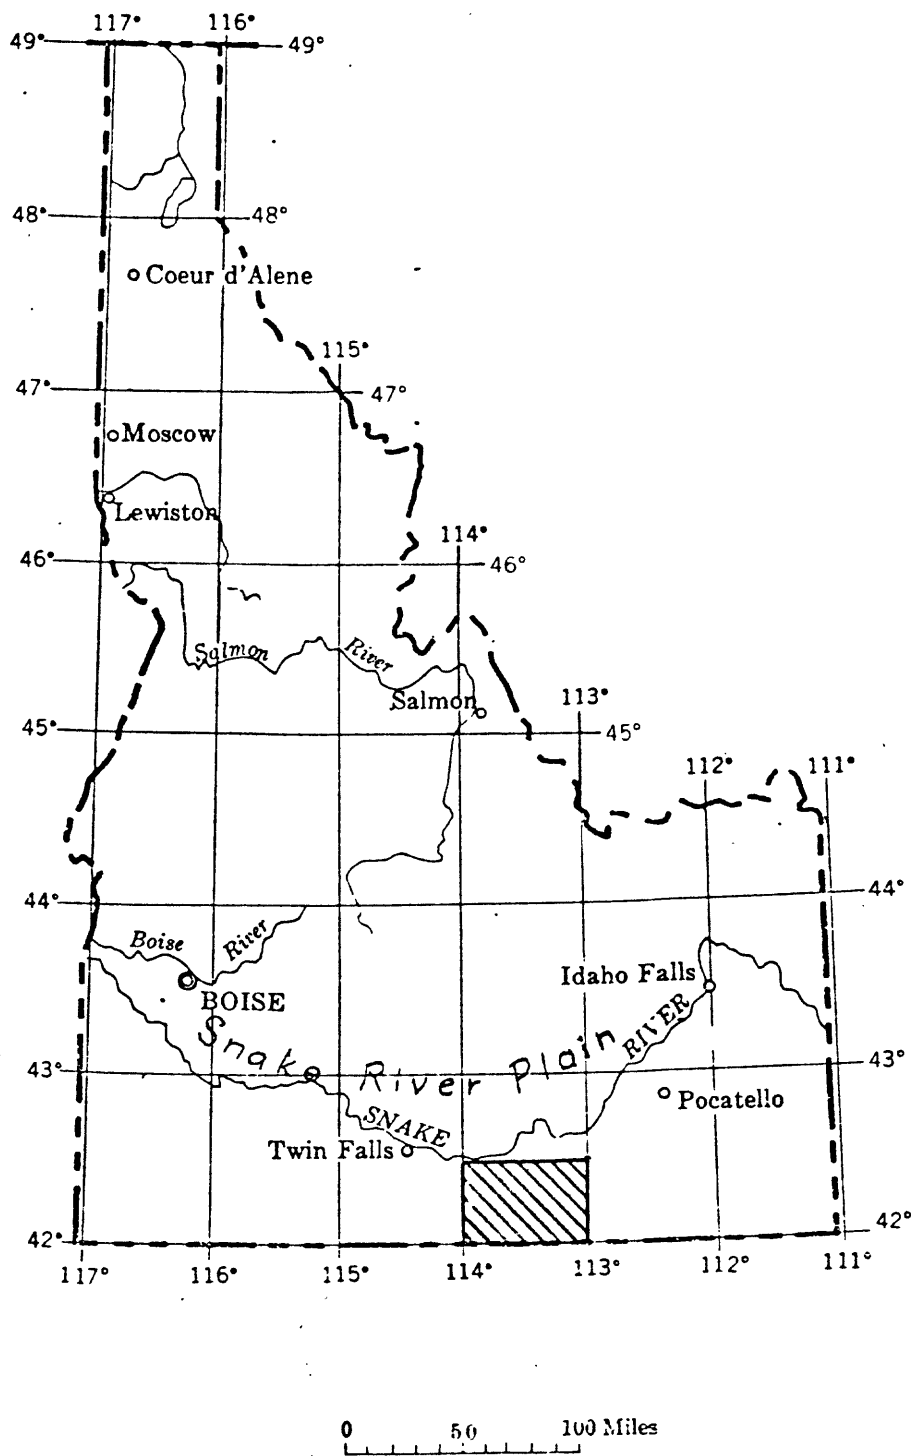 117° 116°
49° 49°
48° 48°
Coeur d'Alene
115°
47° 47°
Moscow
Lewiston
114°
46° 46°
Salmon River
Salmon
113°
45° 45°
112° 111°
44° 44°
Boise River
Idaho Falls
BOISE
RIVER
Snake River Plain
43° 43°
Pocatello
SNAKE
Twin Falls
42° 42°
117° 116° 115° 114° 113° 112° 111°
0 50 100 Miles